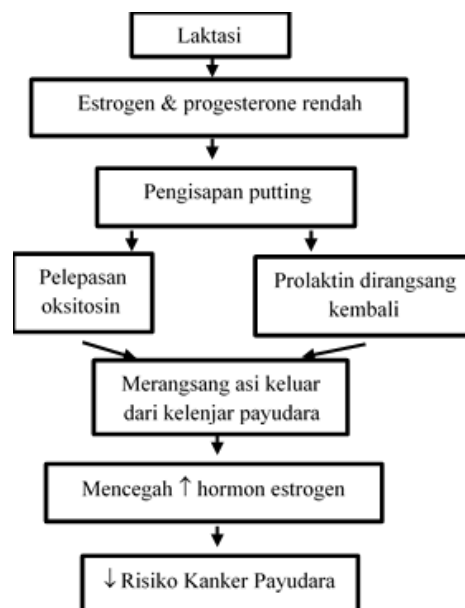 Laktasi
Estrogen & progesterone rendah
Pengisapan putting
Pelepasan
oksitosin
Prolaktin dirangsang
kembali
Merangsang asi keluar
dari kelenjar payudara
Mencegah ↑ hormon estrogen
↓ Risiko Kanker Payudara